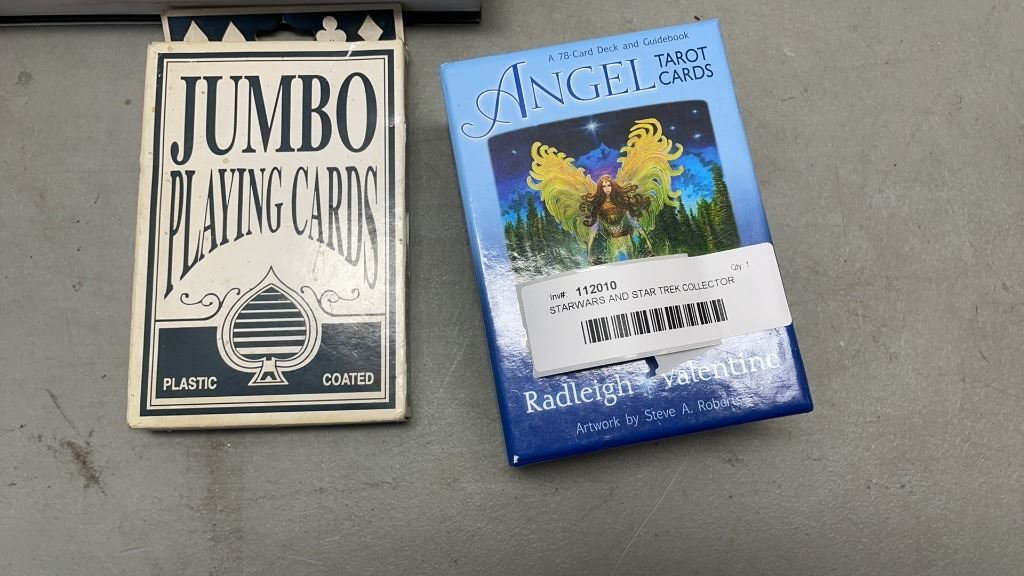 JUMBO
PLAYING CARDS
PLASTIC COATED
A 78-Card Deck and Guidebook
ANGEL TAROT
CARDS
Inv#: 112010 Qty: 1
STARWARS AND STAR TREK COLLECTOR
Radleigh Valentine
Artwork by Steve A. Roberts